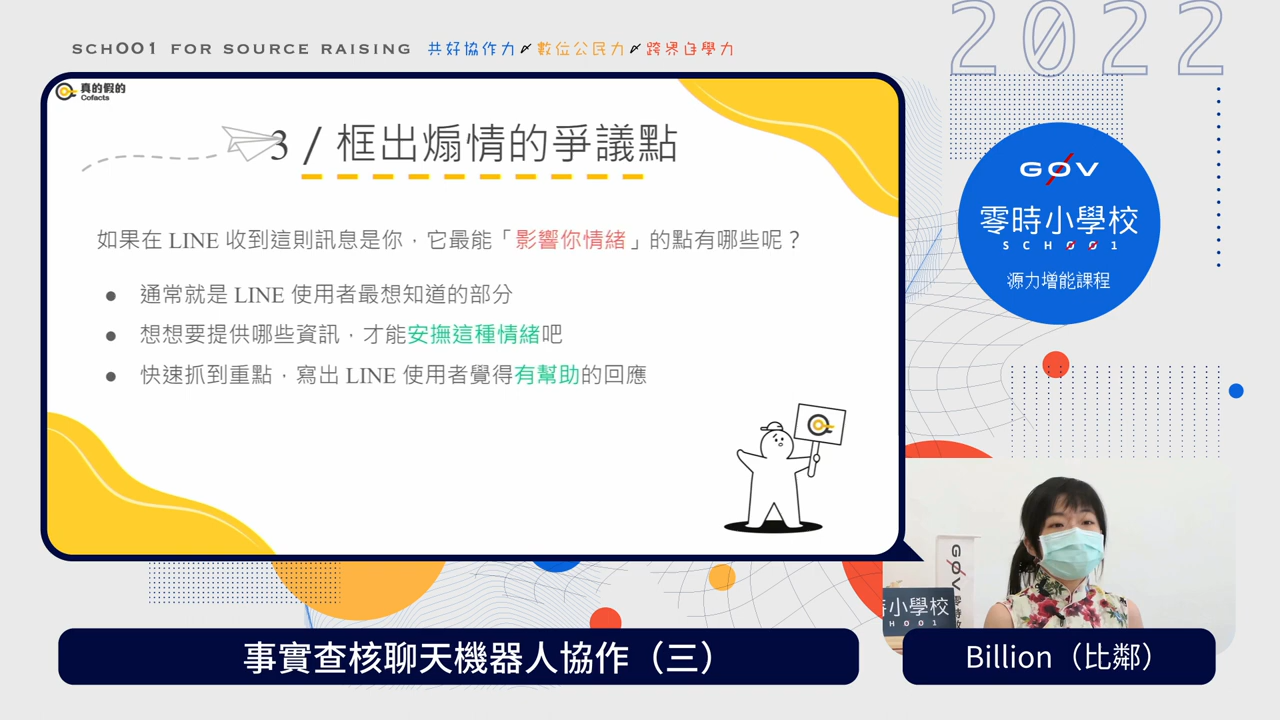 SCH001 FOR SOURCE RAISING 共好協作力 數位公民力 跨界自學力
2022
真的假的
Cofacts
3 / 框出煽情的爭議點
如果在 LINE 收到這則訊息是你，它最能「影響你情緒」的點有哪些呢？
● 通常就是 LINE 使用者最想知道的部分
● 想想要提供哪些資訊，才能安撫這種情緒吧
● 快速抓到重點，寫出 LINE 使用者覺得有幫助的回應
G0V
零時小學校
SCH001
源力增能課程
G0V 零時
小學校
H001
事實查核聊天機器人協作（三）
Billion（比鄰）